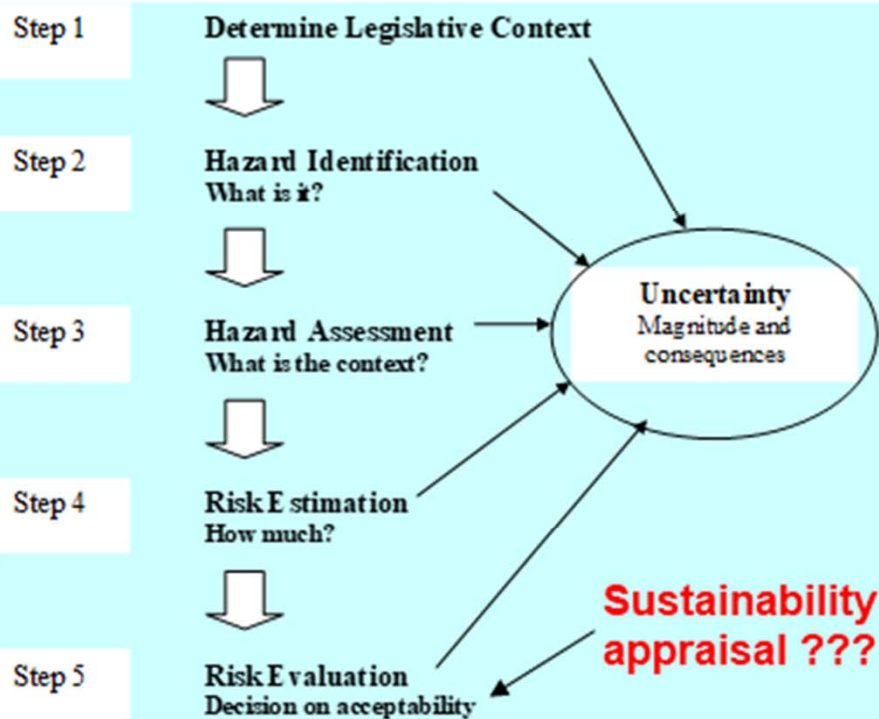 Step 1
Determine Legislative Context
Step 2
Hazard Identification
What is it?
Step 3
Hazard Assessment
What is the context?
Uncertainty
Magnitude and
consequences
Step 4
Risk Estimation
How much?
Step 5
Risk Evaluation
Decision on acceptability
Sustainability
appraisal ???